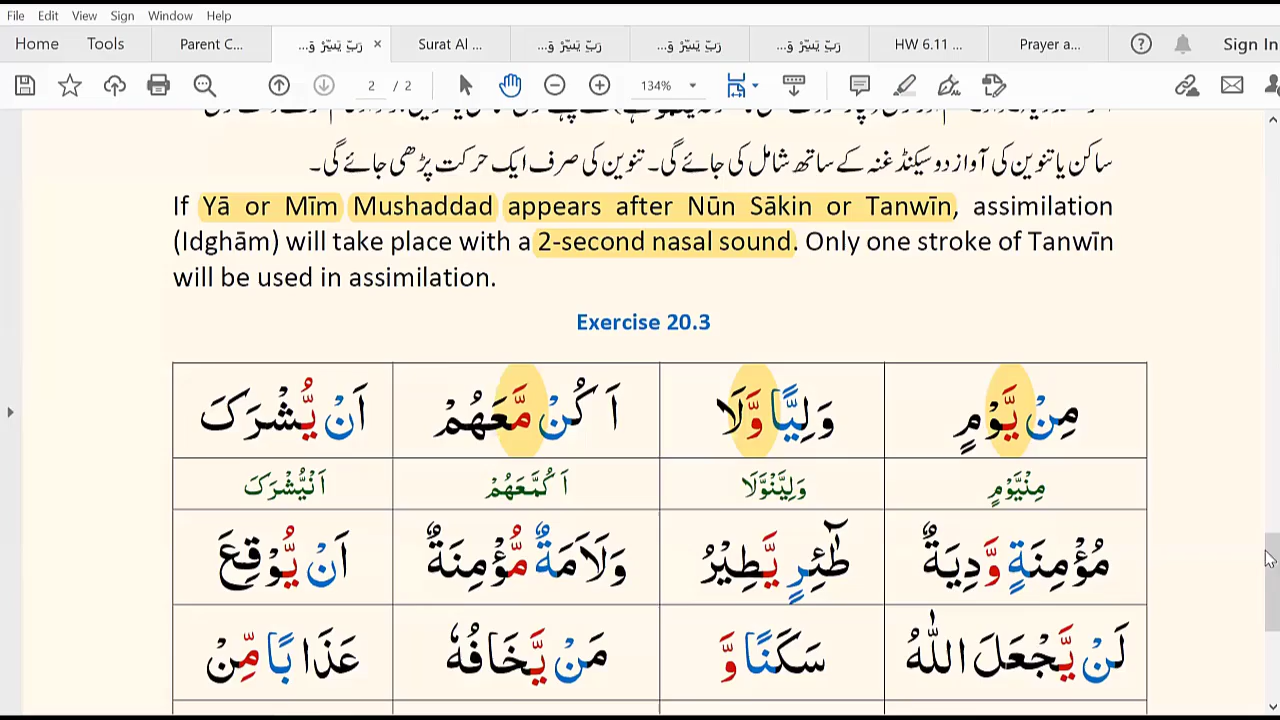 File Edit View Sign Window Help
Home Tools Parent C... رَبِّ يَسِّرْ وَ... × Surat Al ... رَبِّ يَسِّرْ وَ... رَبِّ يَسِّرْ وَ... رَبِّ يَسِّرْ وَ... HW 6.11 ... Prayer a... Sign In
2 / 2 134%
ساکن یا تنوین کی آواز دو سیکنڈ غنہ کے ساتھ شامل کی جائے گی۔ تنوین کی صرف ایک حرکت پڑھی جائے گی۔
If Yā or Mīm Mushaddad appears after Nūn Sākin or Tanwīn, assimilation
(Idghām) will take place with a 2-second nasal sound. Only one stroke of Tanwīn
will be used in assimilation.
Exercise 20.3
مِنْ يَّوْمٍ وَلِيًّا وَّلَا اَكُنْ مَّعَهُمْ اَنْ يُّشْرَكَ
مِنْيَّوْمٍ وَلِيَّنْوَّلَا اَكُمَّعَهُمْ اَنْيُّشْرَكَ
مُؤْمِنَةٍ وَّدِيَةٌ طٰٓئِرٍ يَّطِيْرُ وَلَاَمَةٌ مُّؤْمِنَةٌ اَنْ يُّوْقِعَ
لَنْ يَّجْعَلَ اللّٰهُ سَكَنًا وَّ مَنْ يَّخَافُهٗ عَذَابًا مِّنْ